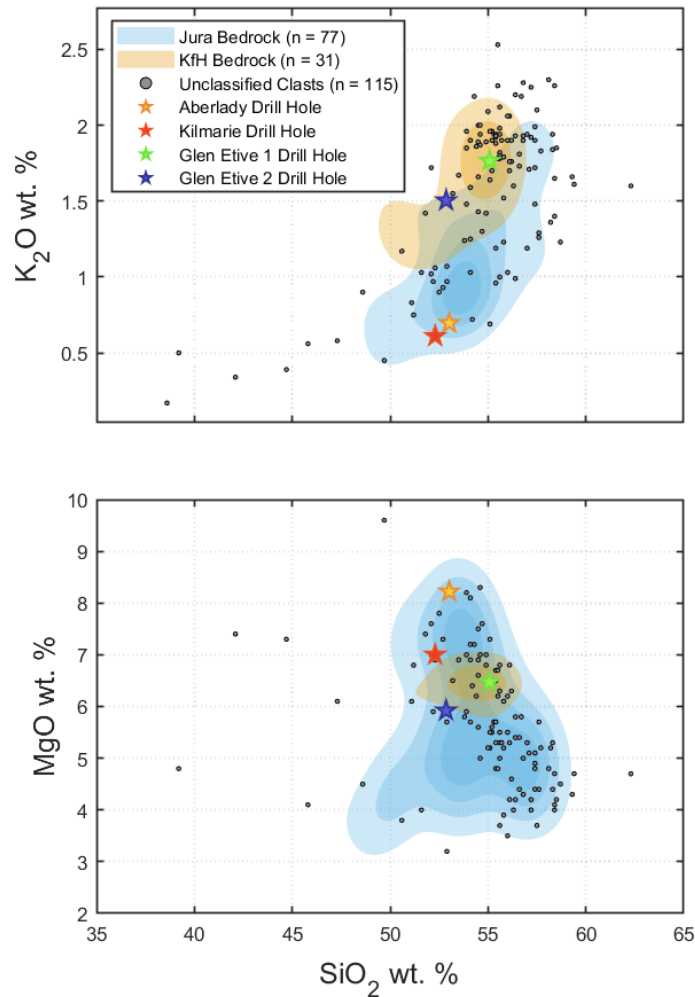 2.5
2
1.5
1
0.5
K2O wt. %
Jura Bedrock (n = 77)
KfH Bedrock (n = 31)
Unclassified Clasts (n = 115)
Aberlady Drill Hole
Kilmarie Drill Hole
Glen Etive 1 Drill Hole
Glen Etive 2 Drill Hole
10
9
8
7
6
5
4
3
2
MgO wt. %
35 40 45 50 55 60 65
SiO2 wt. %